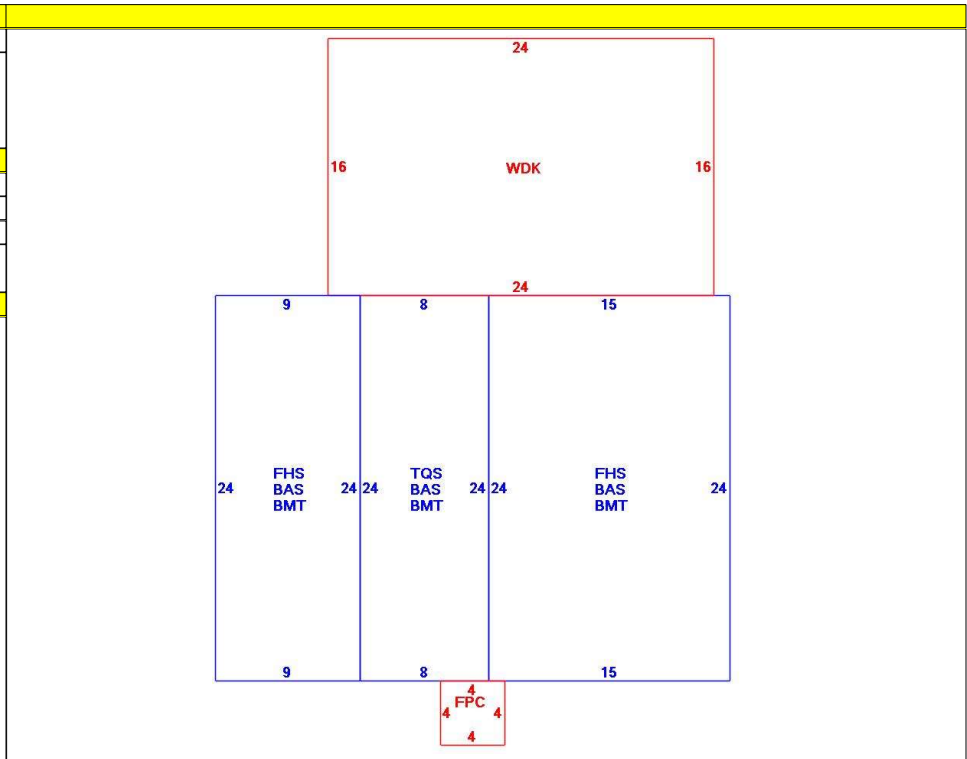 24
16 WDK 16
24
9 8 15
FHS TQS FHS
24 BAS 24 24 BAS 24 24 BAS 24
BMT BMT BMT
9 8 15
4
FPC
4 4
4